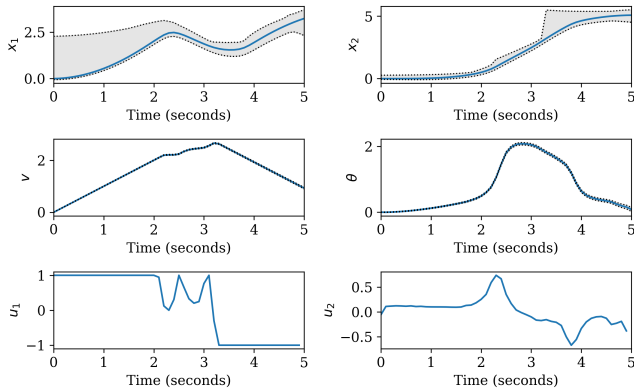 x₁
2.5
0.0
0 1 2 3 4 5
Time (seconds)
x₂
5
0
0 1 2 3 4 5
Time (seconds)
v
2
0
0 1 2 3 4 5
Time (seconds)
θ
2
0
0 1 2 3 4 5
Time (seconds)
u₁
1
0
−1
0 1 2 3 4 5
Time (seconds)
u₂
0.5
0.0
−0.5
0 1 2 3 4 5
Time (seconds)